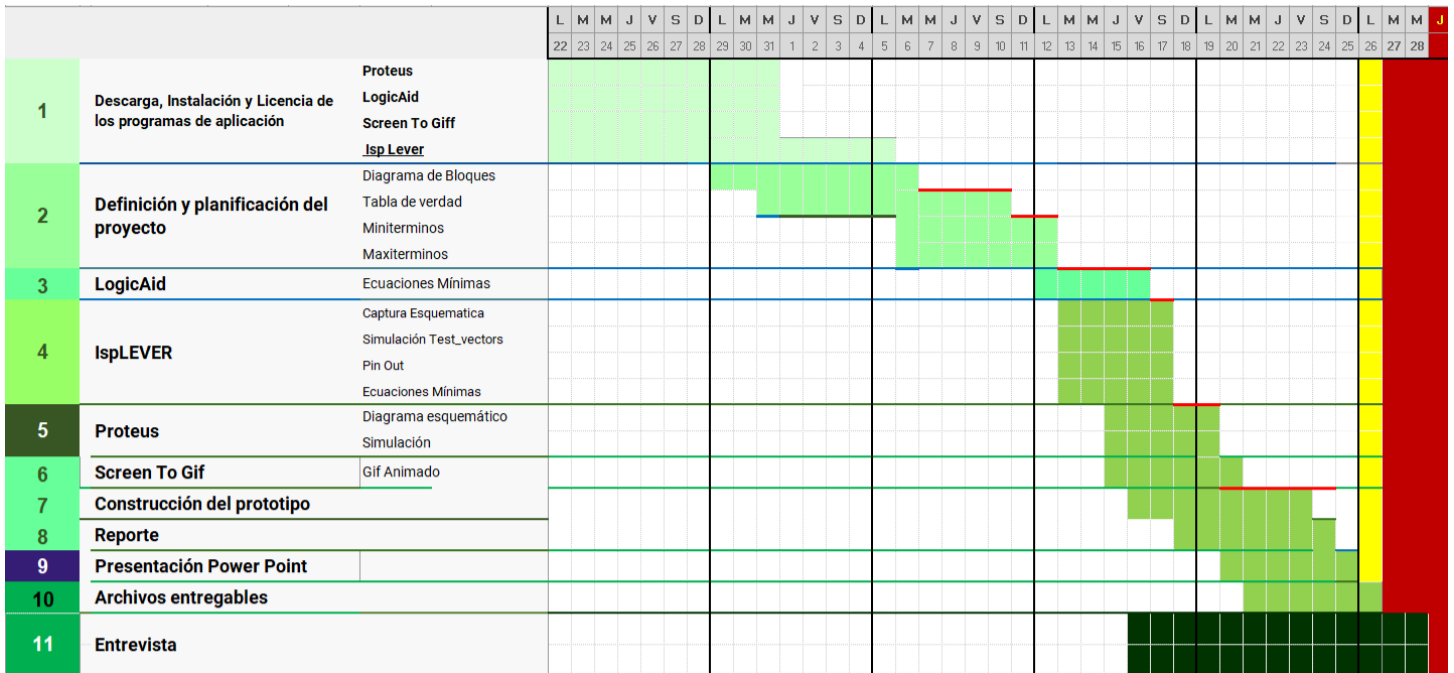 L M M J V S D L M M J V S D L M M J V S D L M M J V S D L M M J V S D L M M J
22 23 24 25 26 27 28 29 30 31 1 2 3 4 5 6 7 8 9 10 11 12 13 14 15 16 17 18 19 20 21 22 23 24 25 26 27 28
1
Descarga, Instalación y Licencia de
los programas de aplicación
Proteus
LogicAid
Screen To Giff
Isp Lever
2
Definición y planificación del
proyecto
Diagrama de Bloques
Tabla de verdad
Miniterminos
Maxiterminos
3 LogicAid Ecuaciones Mínimas
4 IspLEVER
Captura Esquematica
Simulación Test_vectors
Pin Out
Ecuaciones Mínimas
5 Proteus
Diagrama esquemático
Simulación
6 Screen To Gif Gif Animado
7 Construcción del prototipo
8 Reporte
9 Presentación Power Point
10 Archivos entregables
11 Entrevista